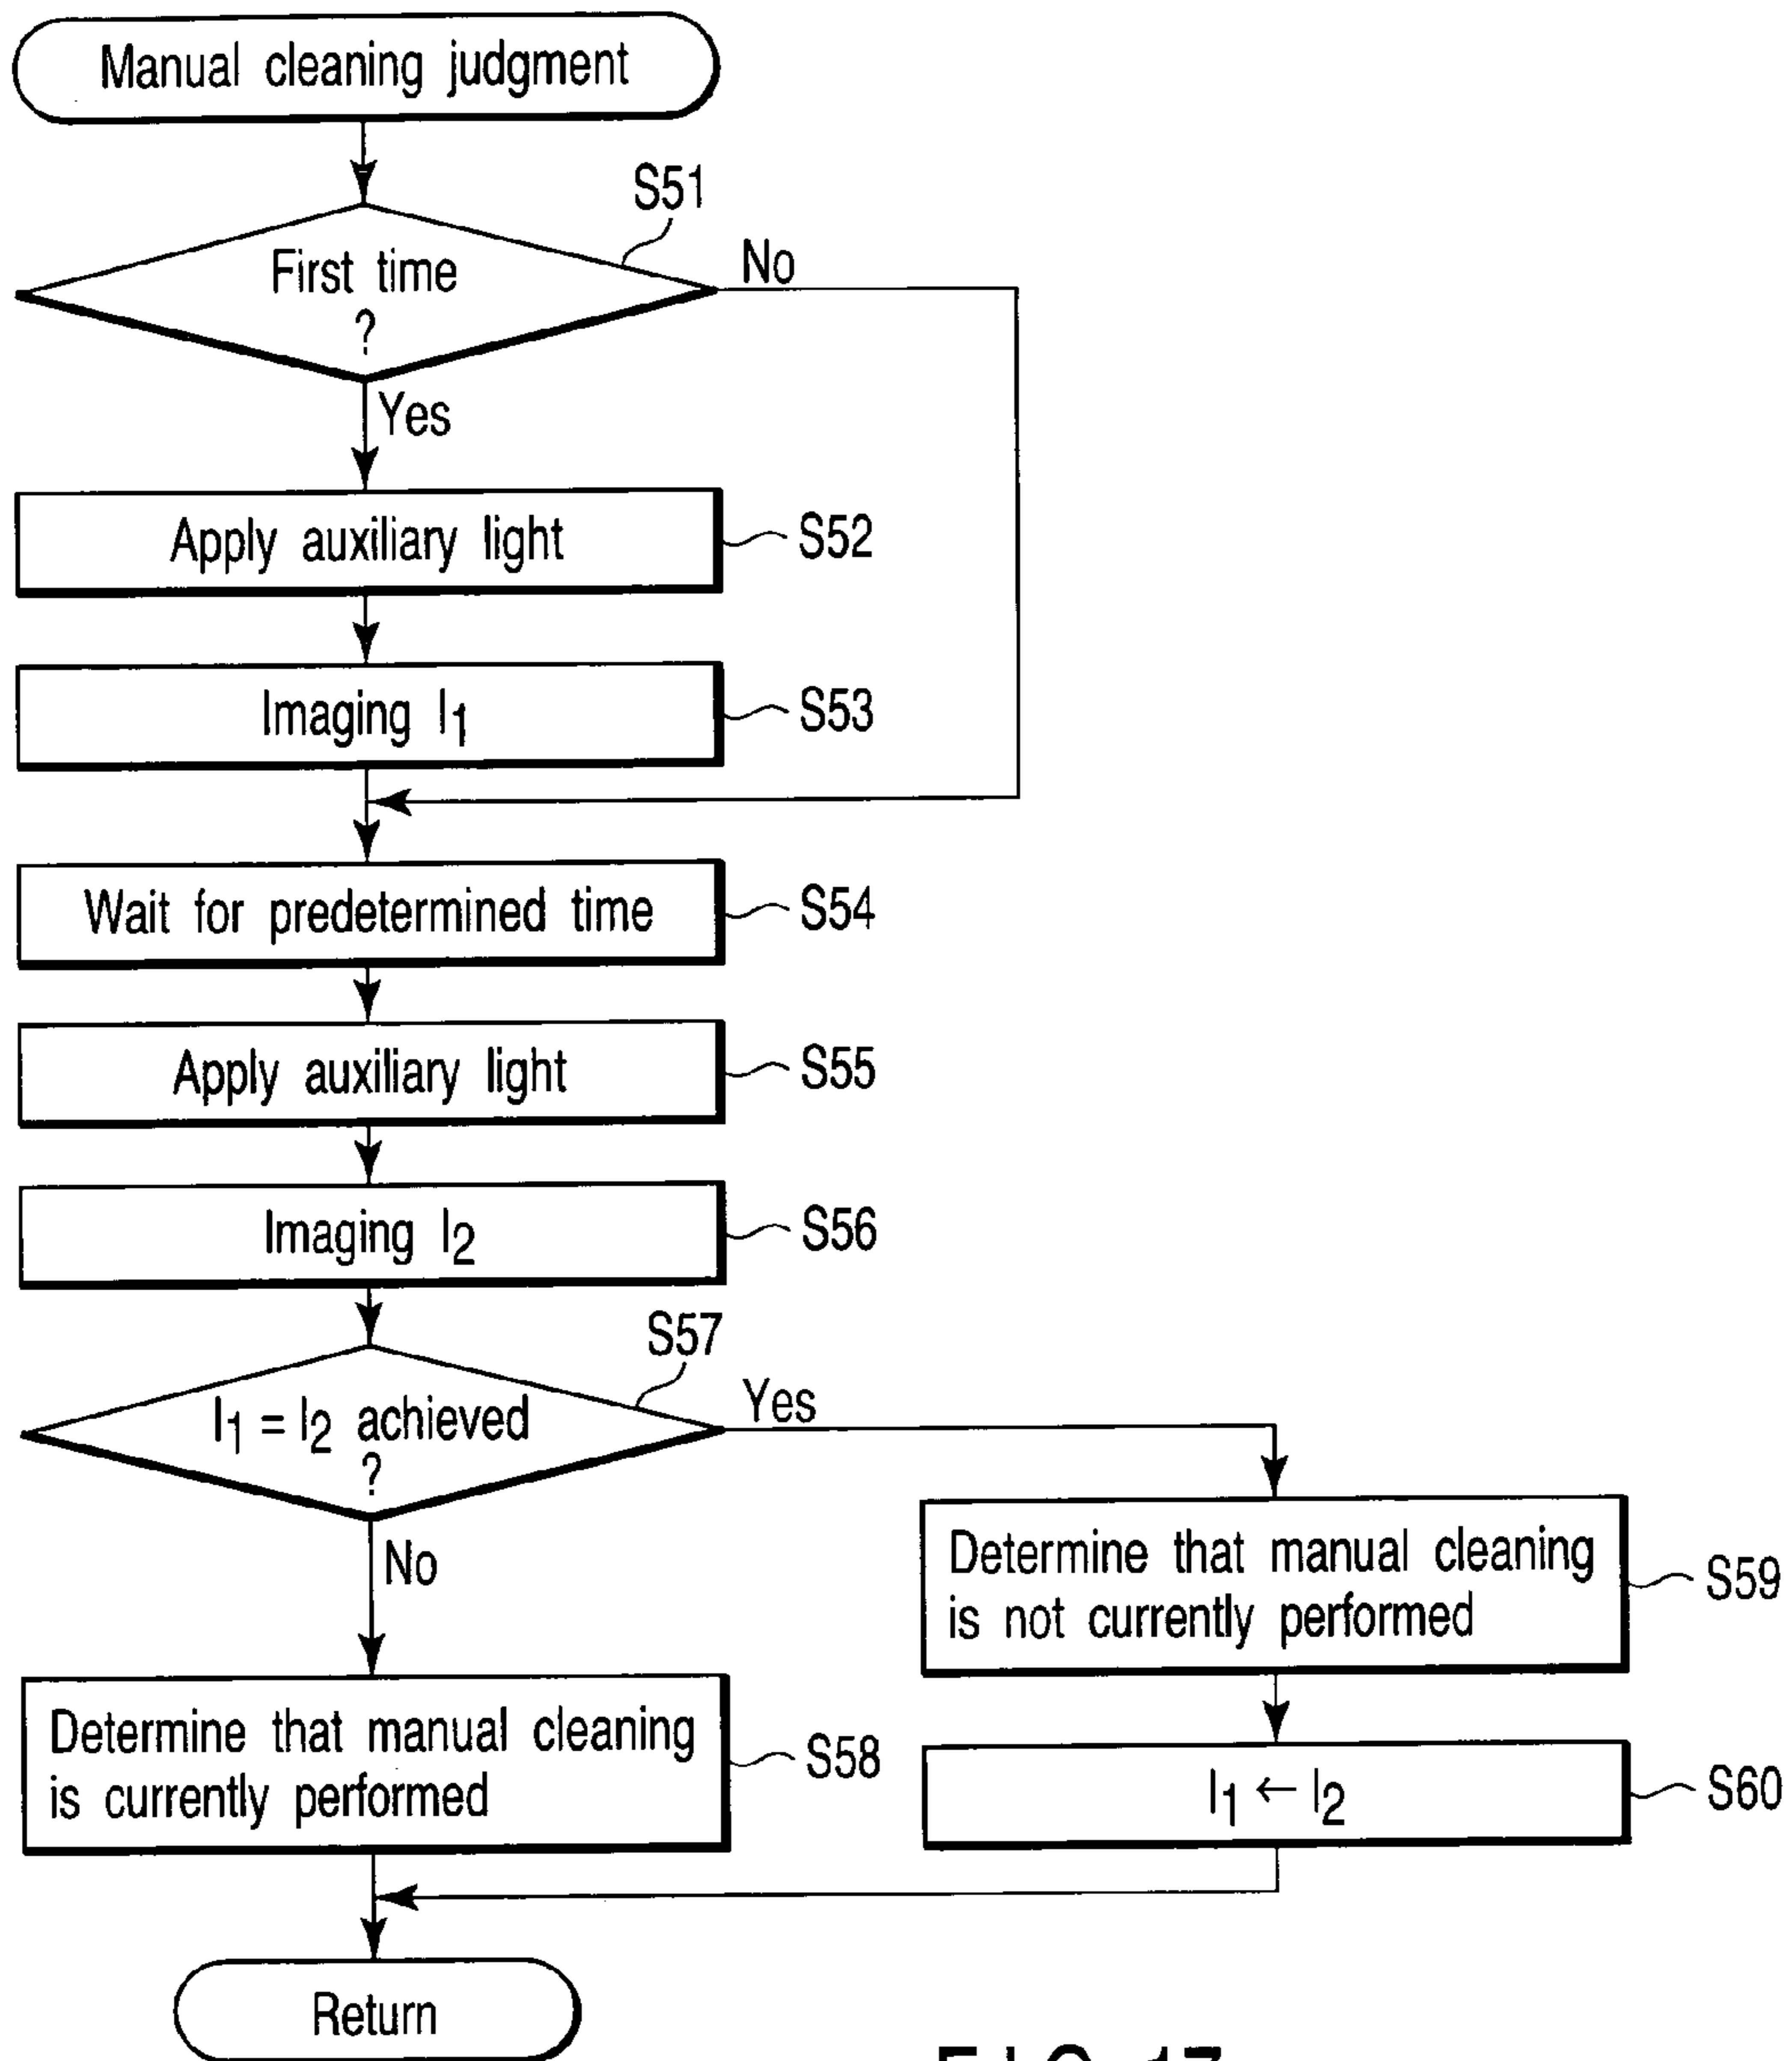 Manual cleaning judgment
S51
First time
?
No
Yes
Apply auxiliary light
S52
Imaging I1
S53
Wait for predetermined time
S54
Apply auxiliary light
S55
Imaging I2
S56
S57
I1 = I2 achieved
?
Yes
No
Determine that manual cleaning
is not currently performed
S59
Determine that manual cleaning
is currently performed
S58
I1 ← I2
S60
Return
FIG. 17